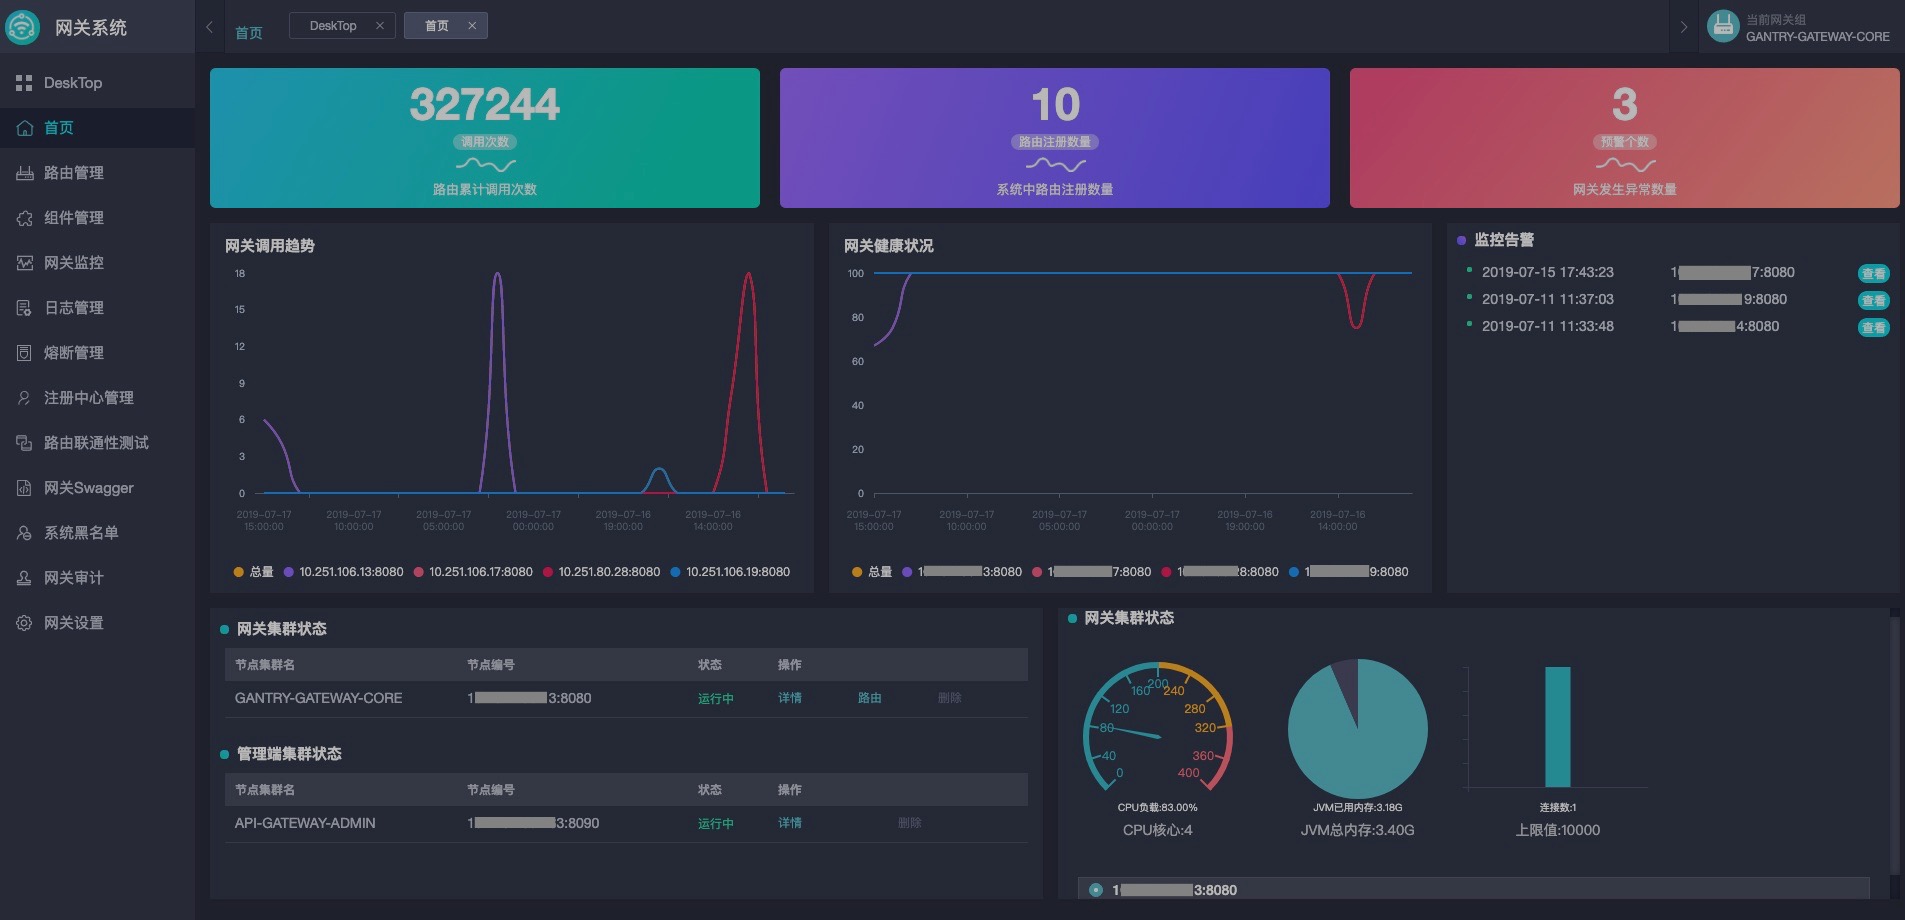 网关系统
首页
DeskTop
首页
当前网关组
GANTRY-GATEWAY-CORE
DeskTop
首页
路由管理
组件管理
网关监控
日志管理
熔断管理
注册中心管理
路由联通性测试
网关Swagger
系统黑名单
网关审计
网关设置
327244
调用次数
路由累计调用次数
10
路由注册数量
系统中路由注册数量
3
预警个数
网关发生异常数量
网关调用趋势
18
15
12
9
6
3
0
2019-07-17 15:00:00
2019-07-17 10:00:00
2019-07-17 05:00:00
2019-07-17 00:00:00
2019-07-16 19:00:00
2019-07-16 14:00:00
总量 10.251.106.13:8080 10.251.106.17:8080 10.251.80.28:8080 10.251.106.19:8080
网关健康状况
100
80
60
40
20
0
2019-07-17 15:00:00
2019-07-17 10:00:00
2019-07-17 05:00:00
2019-07-17 00:00:00
2019-07-16 19:00:00
2019-07-16 14:00:00
总量 1 3:8080 1 7:8080 1 8:8080 1 9:8080
监控告警
2019-07-15 17:43:23 1 7:8080 查看
2019-07-11 11:37:03 1 9:8080 查看
2019-07-11 11:33:48 1 4:8080 查看
网关集群状态
节点集群名 节点编号 状态 操作
GANTRY-GATEWAY-CORE 1 3:8080 运行中 详情 路由 删除
管理端集群状态
节点集群名 节点编号 状态 操作
API-GATEWAY-ADMIN 1 3:8090 运行中 详情 删除
网关集群状态
0
40
80
120
160
200
240
280
320
360
400
CPU负载:83.00%
CPU核心:4
JVM已用内存:3.18G
JVM总内存:3.40G
连接数:1
上限值:10000
1 3:8080